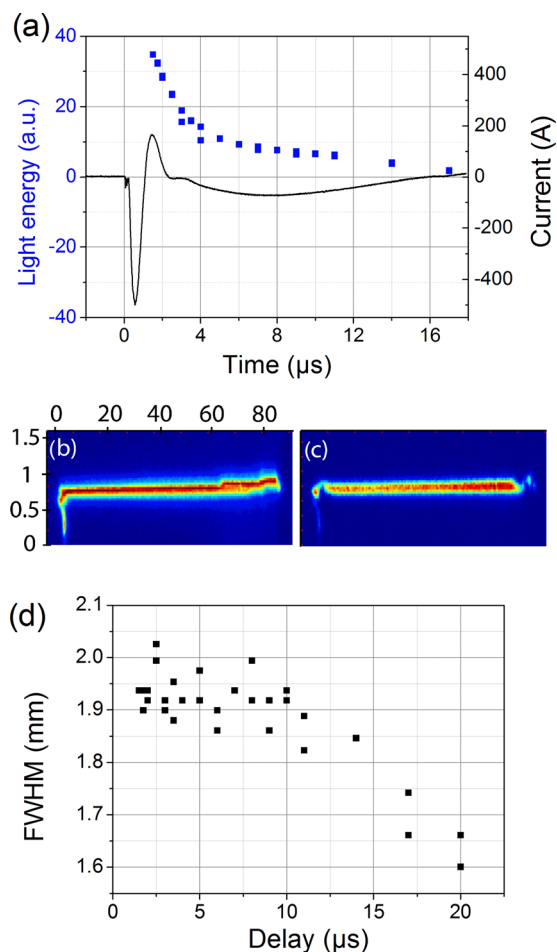 (a)
40
20
0
-20
-40
Light energy (a.u.)
400
200
0
-200
-400
Current (A)
0 4 8 12 16
Time (µs)
0 20 40 60 80
1.5
1
0.5
0
(b)
(c)
(d)
2.1
2.0
1.9
1.8
1.7
1.6
FWHM (mm)
0 5 10 15 20
Delay (µs)